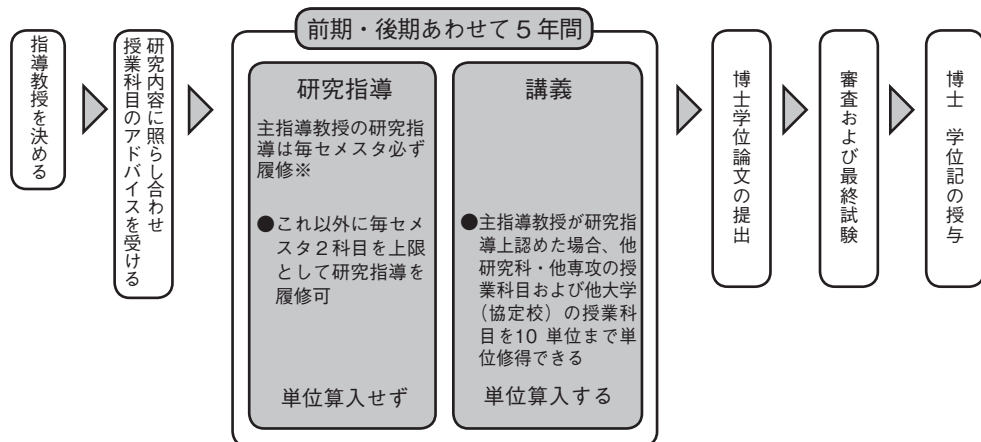 指導教授を決める
研究内容に照らし合わせ
授業科目のアドバイスを受ける
前期・後期あわせて5年間
研究指導
主指導教授の研究指
導は毎セメスタ必ず
履修※
●これ以外に毎セメ
スタ2科目を上限
として研究指導を
履修可
単位算入せず
講義
●主指導教授が研究指
導上認めた場合、他
研究科・他専攻の授
業科目および他大学
(協定校)の授業科
目を10 単位まで単
位修得できる
単位算入する
博士学位論文の提出
審査および最終試験
博士 学位記の授与